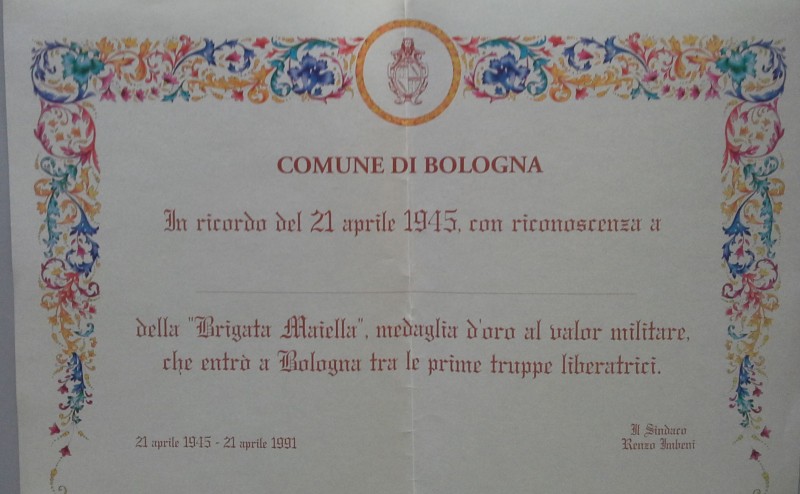 COMUNE DI BOLOGNA
In ricordo del 21 aprile 1945, con riconoscenza a
della "Brigata Maiella", medaglia d'oro al valor militare,
che entrò a Bologna tra le prime truppe liberatrici.
21 aprile 1945 - 21 aprile 1991
Il Sindaco
Renzo Imbeni